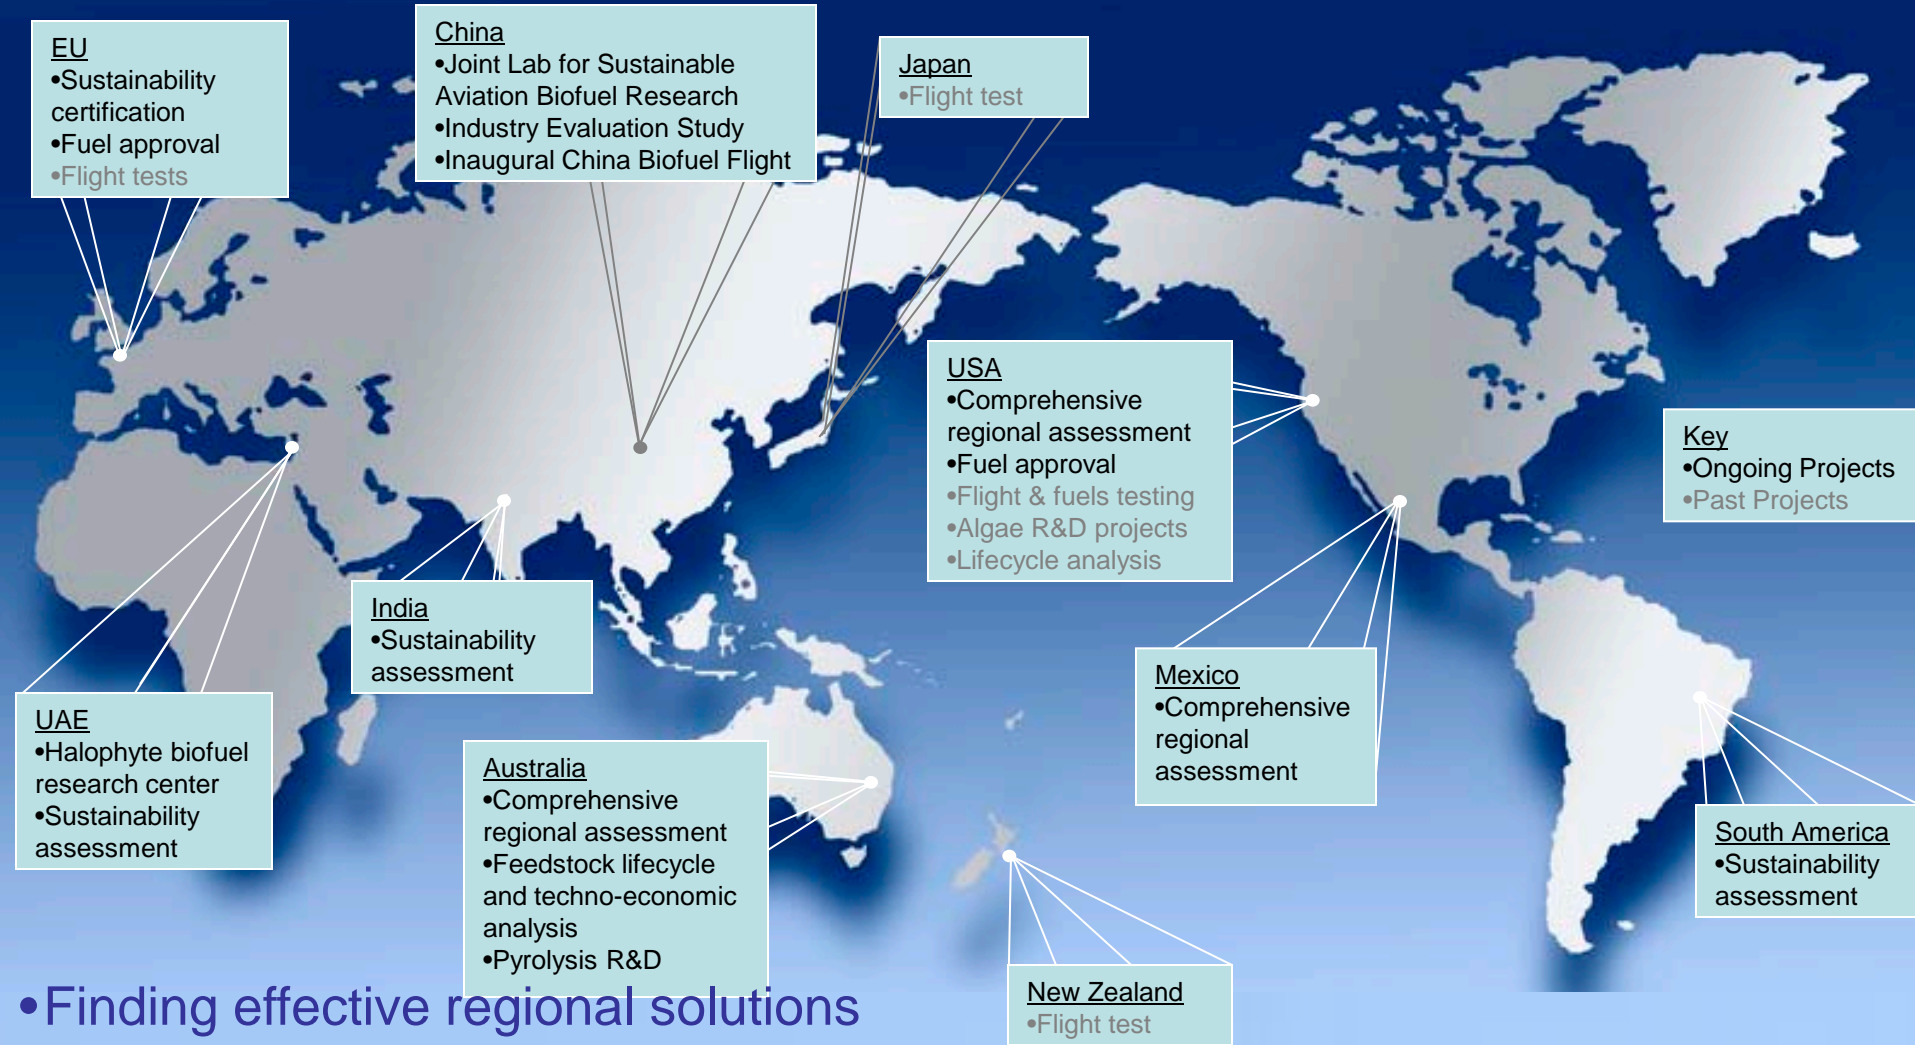 EU
•Sustainability
certification
•Fuel approval
•Flight tests
China
•Joint Lab for Sustainable
Aviation Biofuel Research
•Industry Evaluation Study
•Inaugural China Biofuel Flight
Japan
•Flight test
USA
•Comprehensive
regional assessment
•Fuel approval
•Flight & fuels testing
•Algae R&D projects
•Lifecycle analysis
Key
•Ongoing Projects
•Past Projects
India
•Sustainability
assessment
UAE
•Halophyte biofuel
research center
•Sustainability
assessment
Australia
•Comprehensive
regional assessment
•Feedstock lifecycle
and techno-economic
analysis
•Pyrolysis R&D
Mexico
•Comprehensive
regional
assessment
South America
•Sustainability
assessment
New Zealand
•Flight test
•Finding effective regional solutions